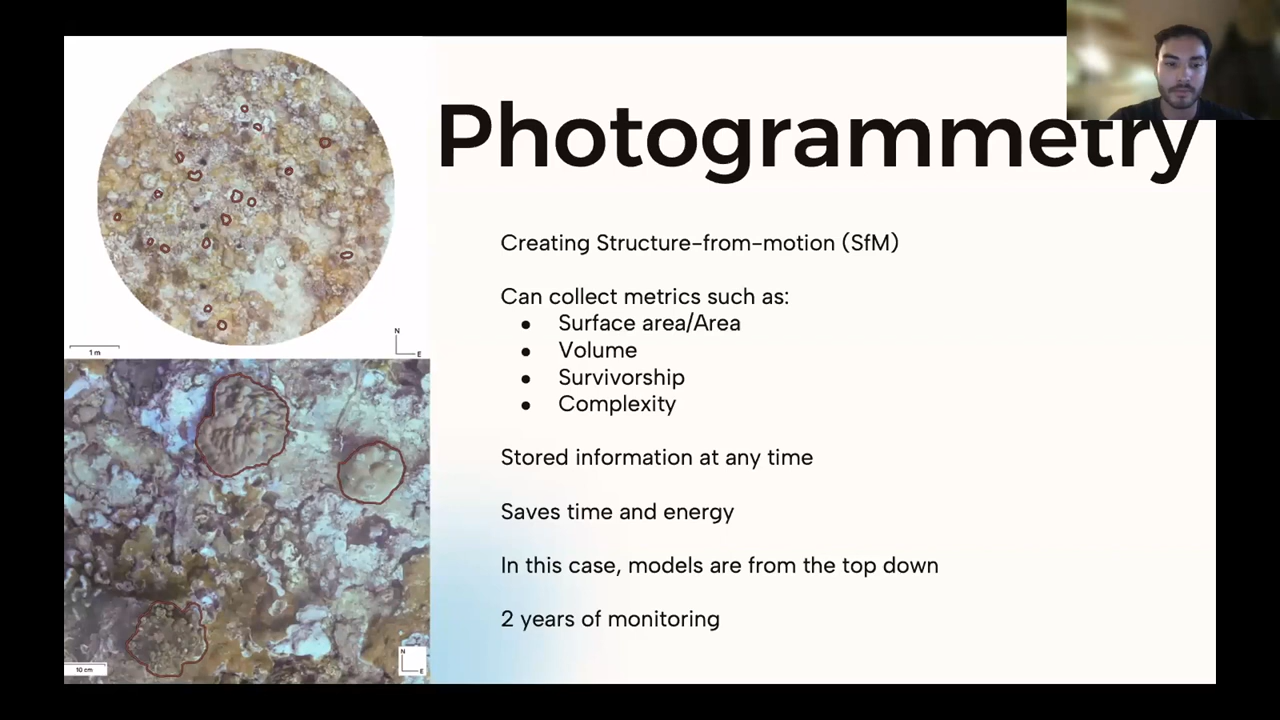 Photogrammetry
Creating Structure-from-motion (SfM)
Can collect metrics such as:
● Surface area/Area
● Volume
● Survivorship
● Complexity
Stored information at any time
Saves time and energy
In this case, models are from the top down
2 years of monitoring
N
E
1 m
N
E
10 cm